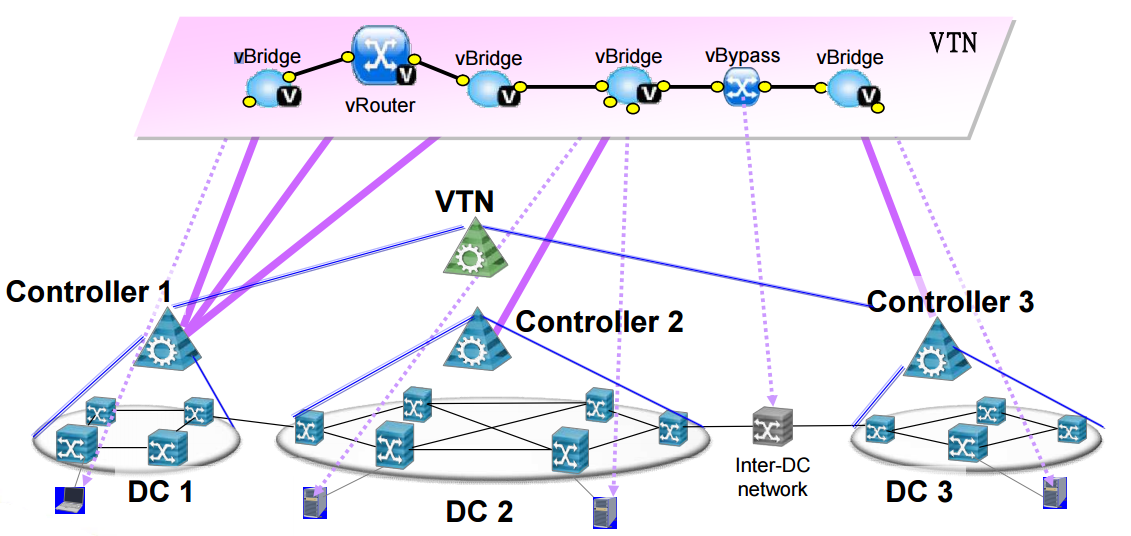 VTN
vBridge
vRouter
vBridge
vBridge
vBypass
vBridge
V
V
V
V
V
VTN
Controller 1
Controller 2
Controller 3
Inter-DC
network
DC 1
DC 2
DC 3